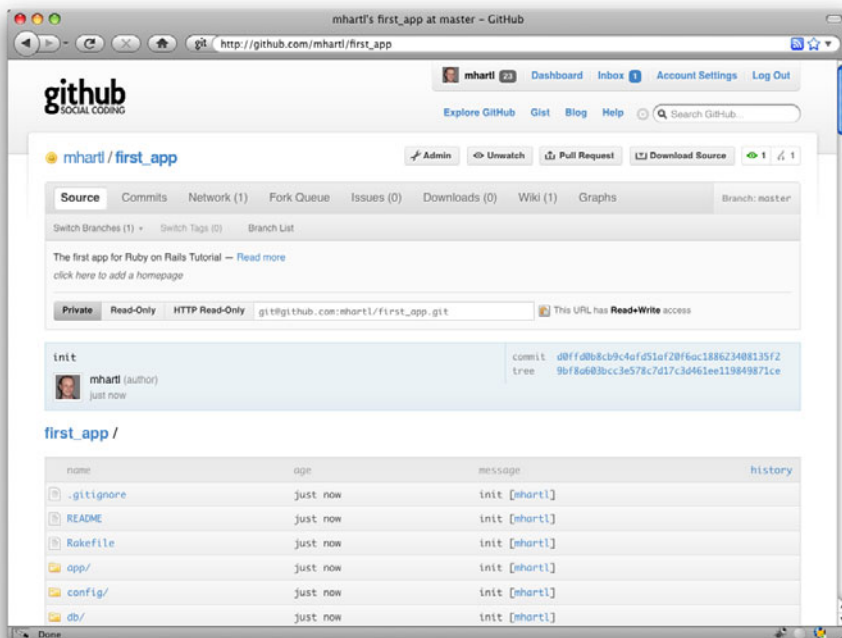 mhartl's first_app at master – GitHub
git http://github.com/mhartl/first_app
mhartl 23 Dashboard Inbox 1 Account Settings Log Out
github
SOCIAL CODING
Explore GitHub Gist Blog Help Search GitHub...
mhartl / first_app
Admin Unwatch Pull Request Download Source 1 1
Source Commits Network (1) Fork Queue Issues (0) Downloads (0) Wiki (1) Graphs Branch: master
Switch Branches (1) Switch Tags (0) Branch List
The first app for Ruby on Rails Tutorial — Read more
click here to add a homepage
Private Read-Only HTTP Read-Only git@github.com:mhartl/first_app.git This URL has Read+Write access
init
commit d0ffd0b8cb9c4afd51af20f6ac188623408135f2
tree 9bf8a603bcc3e578c7d17c3d461ee119849871ce
mhartl (author)
just now
first_app /
name age message history
.gitignore just now init [mhartl]
README just now init [mhartl]
Rakefile just now init [mhartl]
app/ just now init [mhartl]
config/ just now init [mhartl]
db/ just now init [mhartl]
Done